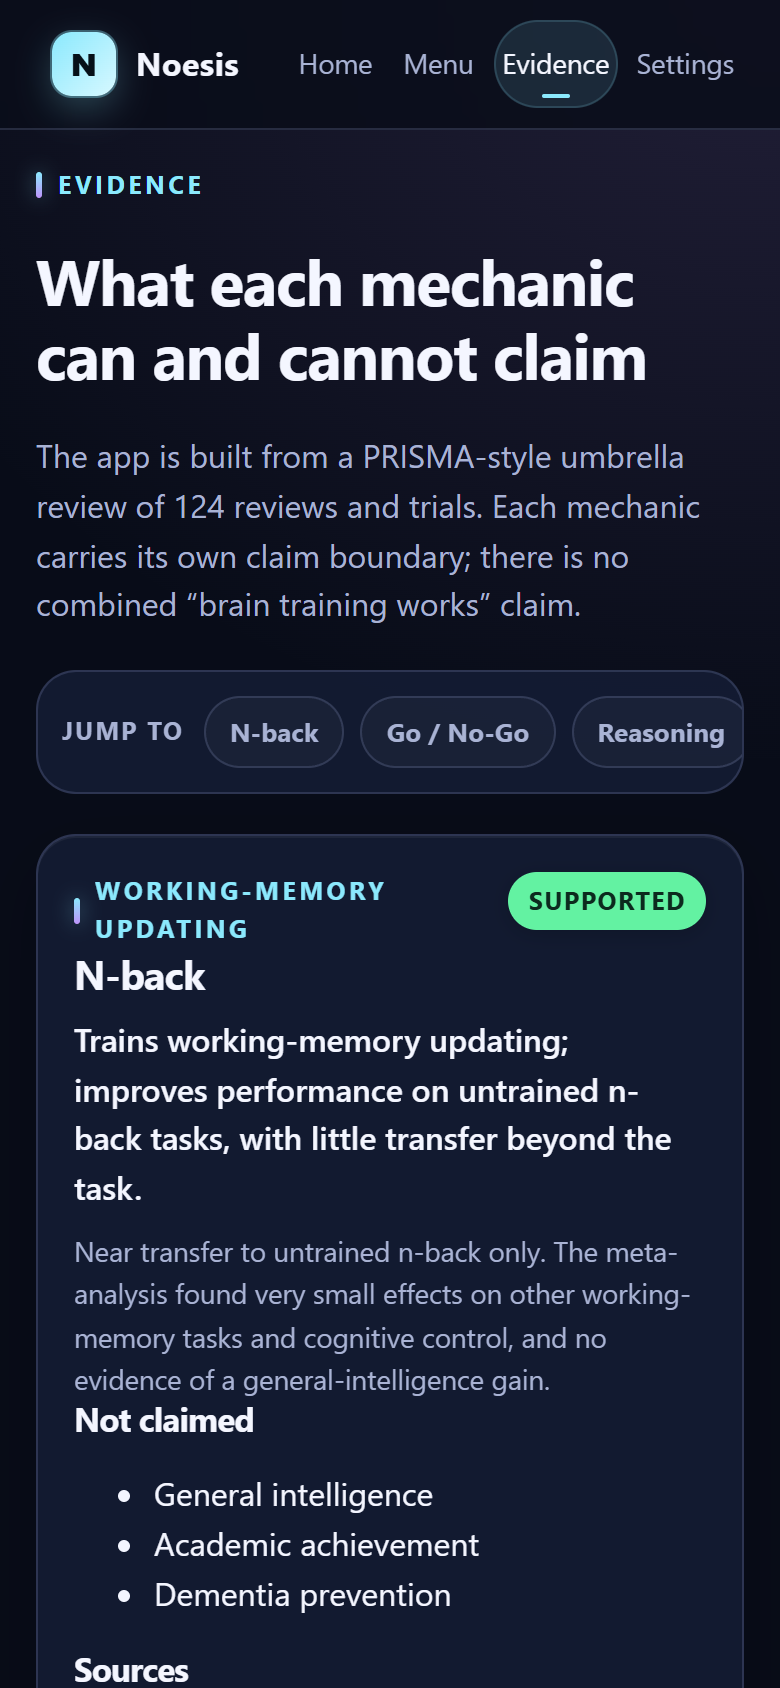 N Noesis Home Menu Evidence Settings
EVIDENCE
What each mechanic
can and cannot claim
The app is built from a PRISMA-style umbrella
review of 124 reviews and trials. Each mechanic
carries its own claim boundary; there is no
combined “brain training works” claim.
JUMP TO N-back Go / No-Go Reasoning
WORKING-MEMORY
UPDATING
SUPPORTED
N-back
Trains working-memory updating;
improves performance on untrained n-
back tasks, with little transfer beyond the
task.
Near transfer to untrained n-back only. The meta-
analysis found very small effects on other working-
memory tasks and cognitive control, and no
evidence of a general-intelligence gain.
Not claimed
• General intelligence
• Academic achievement
• Dementia prevention
Sources